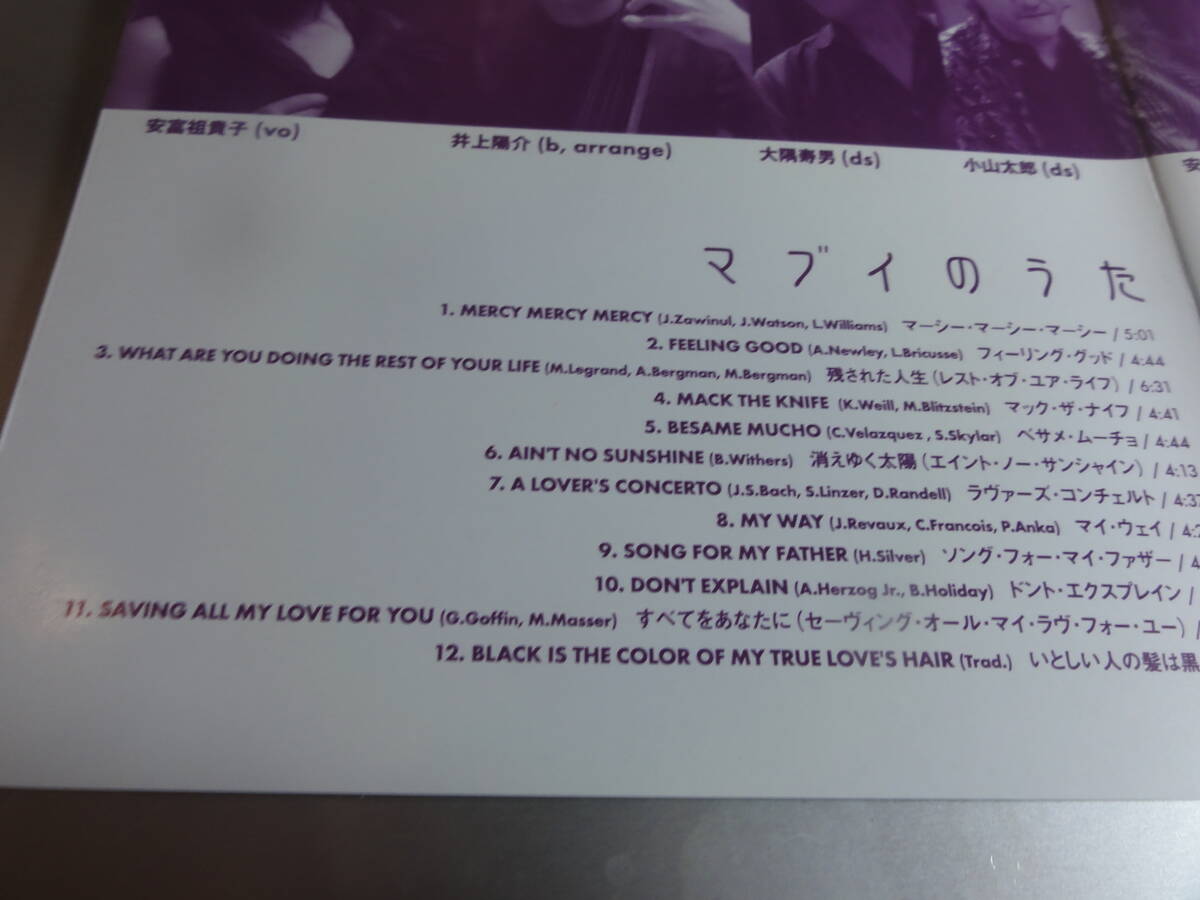 安富祖貴子 (vo)
井上陽介 (b, arrange)
大隅寿男 (ds)
小山太郎 (ds)
安
マブイのうた
1. MERCY MERCY MERCY (J.Zawinul, J.Watson, L.Williams) マーシー・マーシー・マーシー / 5:01
2. FEELING GOOD (A.Newley, L.Bricusse) フィーリング・グッド / 4:44
3. WHAT ARE YOU DOING THE REST OF YOUR LIFE (M.Legrand, A.Bergman, M.Bergman) 残された人生 (レスト・オブ・ユア・ライフ) / 6:31
4. MACK THE KNIFE (K.Weill, M.Blitzstein) マック・ザ・ナイフ / 4:41
5. BESAME MUCHO (C.Velazquez , S.Skylar) ベサメ・ムーチョ / 4:44
6. AIN'T NO SUNSHINE (B.Withers) 消えゆく太陽 (エイント・ノー・サンシャイン) / 4:13
7. A LOVER'S CONCERTO (J.S.Bach, S.Linzer, D.Randell) ラヴァーズ・コンチェルト / 4:3
8. MY WAY (J.Revaux, C.Francois, P.Anka) マイ・ウェイ / 4:
9. SONG FOR MY FATHER (H.Silver) ソング・フォー・マイ・ファザー / 4
10. DON'T EXPLAIN (A.Herzog Jr., B.Holiday) ドント・エクスプレイン /
11. SAVING ALL MY LOVE FOR YOU (G.Goffin, M.Masser) すべてをあなたに (セーヴィング・オール・マイ・ラヴ・フォー・ユー) /
12. BLACK IS THE COLOR OF MY TRUE LOVE'S HAIR (Trad.) いとしい人の髪は黒